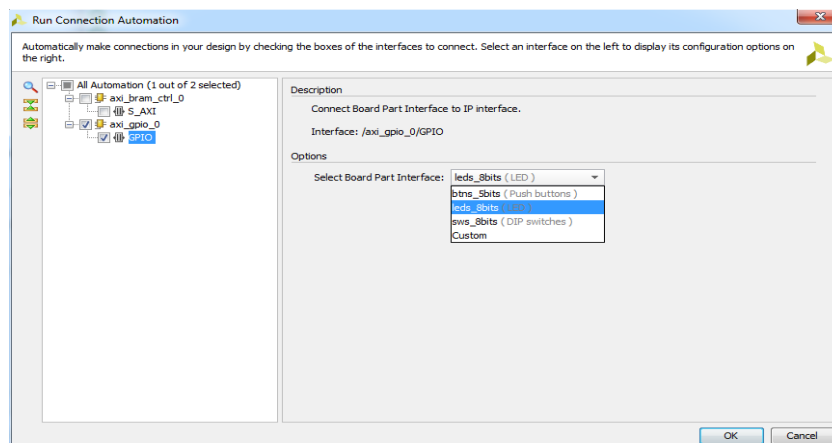 Run Connection Automation
Automatically make connections in your design by checking the boxes of the interfaces to connect. Select an interface on the left to display its configuration options on
the right.
All Automation (1 out of 2 selected)
axi_bram_ctrl_0
S_AXI
axi_gpio_0
GPIO
Description
Connect Board Part Interface to IP interface.
Interface: /axi_gpio_0/GPIO
Options
Select Board Part Interface: leds_8bits ( LED )
btns_5bits ( Push buttons )
leds_8bits ( LED )
sws_8bits ( DIP switches )
Custom
OK Cancel